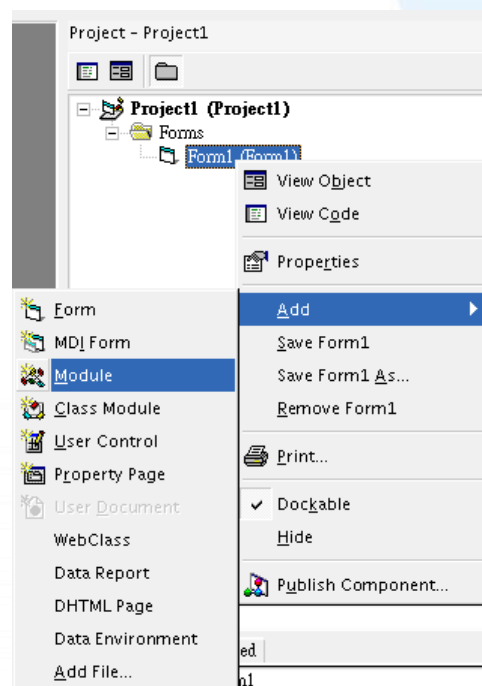 Project - Project1
Project1 (Project1)
Forms
Form1 (Form1)
View Object
View Code
Properties
Add
Save Form1
Save Form1 As...
Remove Form1
Print...
Dockable
Hide
Publish Component...
Form
MDI Form
Module
Class Module
User Control
Property Page
User Document
WebClass
Data Report
DHTML Page
Data Environment
Add File...